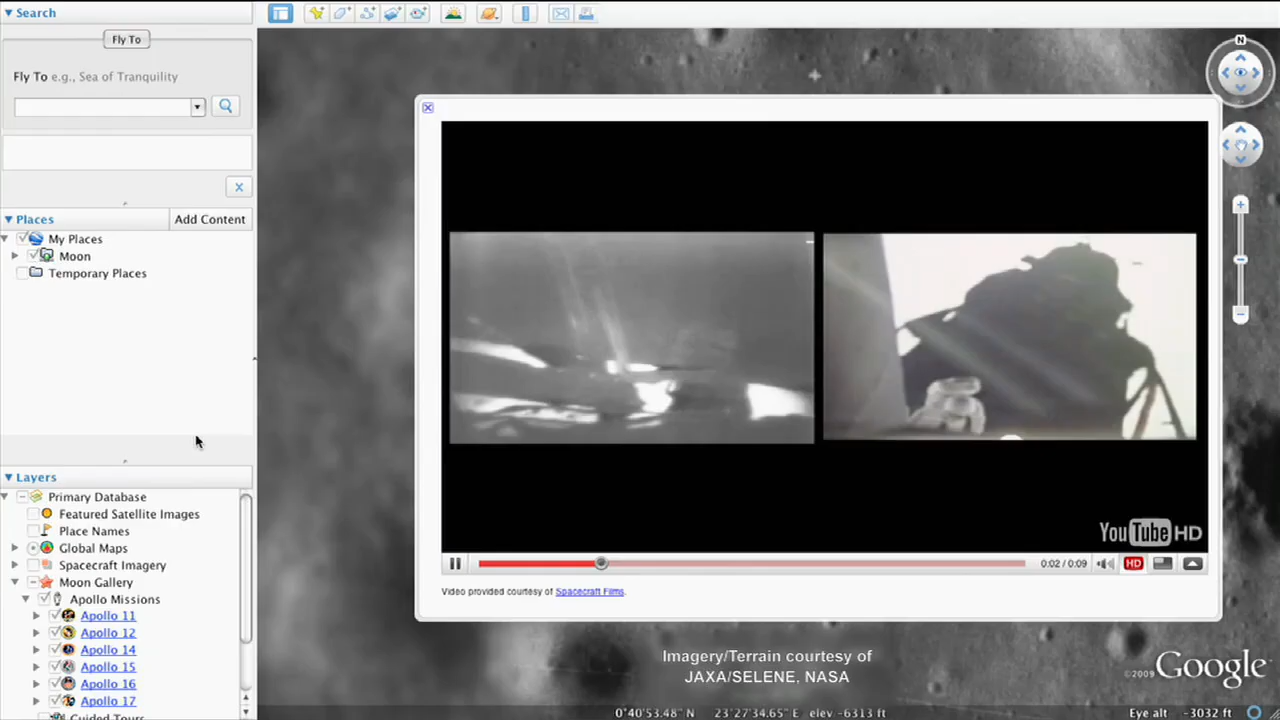 Search
Fly To
Fly To e.g., Sea of Tranquility
Places
Add Content
My Places
Moon
Temporary Places
Layers
Primary Database
Featured Satellite Images
Place Names
Global Maps
Spacecraft Imagery
Moon Gallery
Apollo Missions
Apollo 11
Apollo 12
Apollo 14
Apollo 15
Apollo 16
Apollo 17
Guided Tours
N
YouTube HD
0:02 / 0:09
HD
Video provided courtesy of Spacecraft Films.
Imagery/Terrain courtesy of
JAXA/SELENE, NASA
©2009 Google
0°40'53.48" N 23°27'34.65" E elev -6313 ft
Eye alt -3032 ft